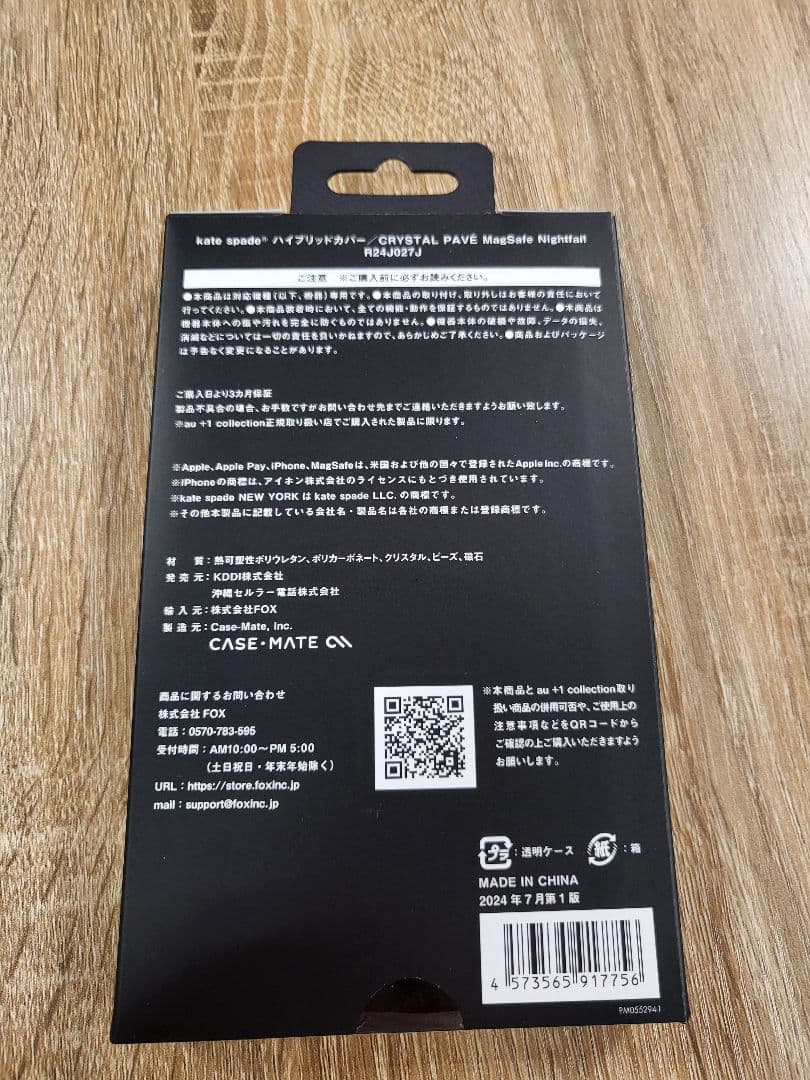 kate spade® ハイブリッドカバー／CRYSTAL PAVÉ MagSafe Nightfall
R24J027J
ご注意　※ご購入前に必ずお読みください。
●本商品は対応機種（以下、機器）専用です。●本商品の取り付け、取り外しはお客様の責任において
行ってください。●本商品装着時において、全ての機能・動作を保証するものではありません。●本商品は
機器本体への傷や汚れを完全に防ぐものではありません。●機器本体の破損や故障、データの損失、
消滅などについては一切の責任を負いかねますので、あらかじめご了承ください。●商品およびパッケージ
は予告なく変更になることがあります。
ご購入日より3カ月保証
製品不具合の場合、お手数ですがお問い合わせ先までご連絡いただきますようお願い致します。
※au +1 collection正規取り扱い店でご購入された製品に限ります。
※Apple、Apple Pay、iPhone、MagSafeは、米国および他の国々で登録されたApple Inc.の商標です。
※iPhoneの商標は、アイホン株式会社のライセンスにもとづき使用されています。
※kate spade NEW YORK は kate spade LLC. の商標です。
※その他本製品に記載している会社名・製品名は各社の商標または登録商標です。
材　質：熱可塑性ポリウレタン、ポリカーボネート、クリスタル、ビーズ、磁石
発売元：KDDI株式会社
沖縄セルラー電話株式会社
輸入元：株式会社FOX
製造元：Case-Mate, Inc.
CASE·MATE
商品に関するお問い合わせ
株式会社 FOX
電話：0570-783-595
受付時間：AM10:00～PM 5:00
（土日祝日・年末年始除く）
URL：https://store.foxinc.jp
mail：support@foxinc.jp
※本商品と au +1 collection取り
扱い商品の併用可否や、ご使用上の
注意事項などをQRコードから
ご確認の上ご購入いただきますよう
お願いします。
プラ：透明ケース 紙：箱
MADE IN CHINA
2024年7月第1版
4 573565 917756
PM0552941